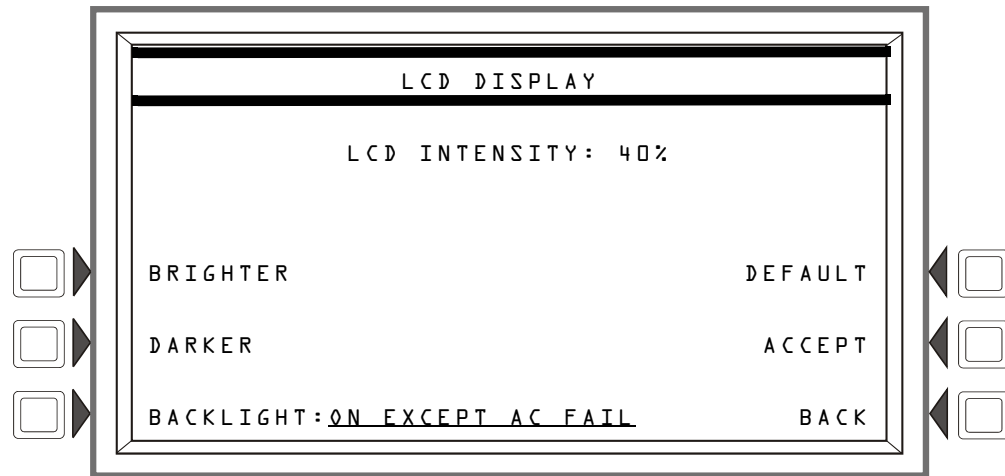 LCD DISPLAY
LCD INTENSITY: 40%
BRIGHTER DEFAULT
DARKER ACCEPT
BACKLIGHT:ON EXCEPT AC FAIL BACK